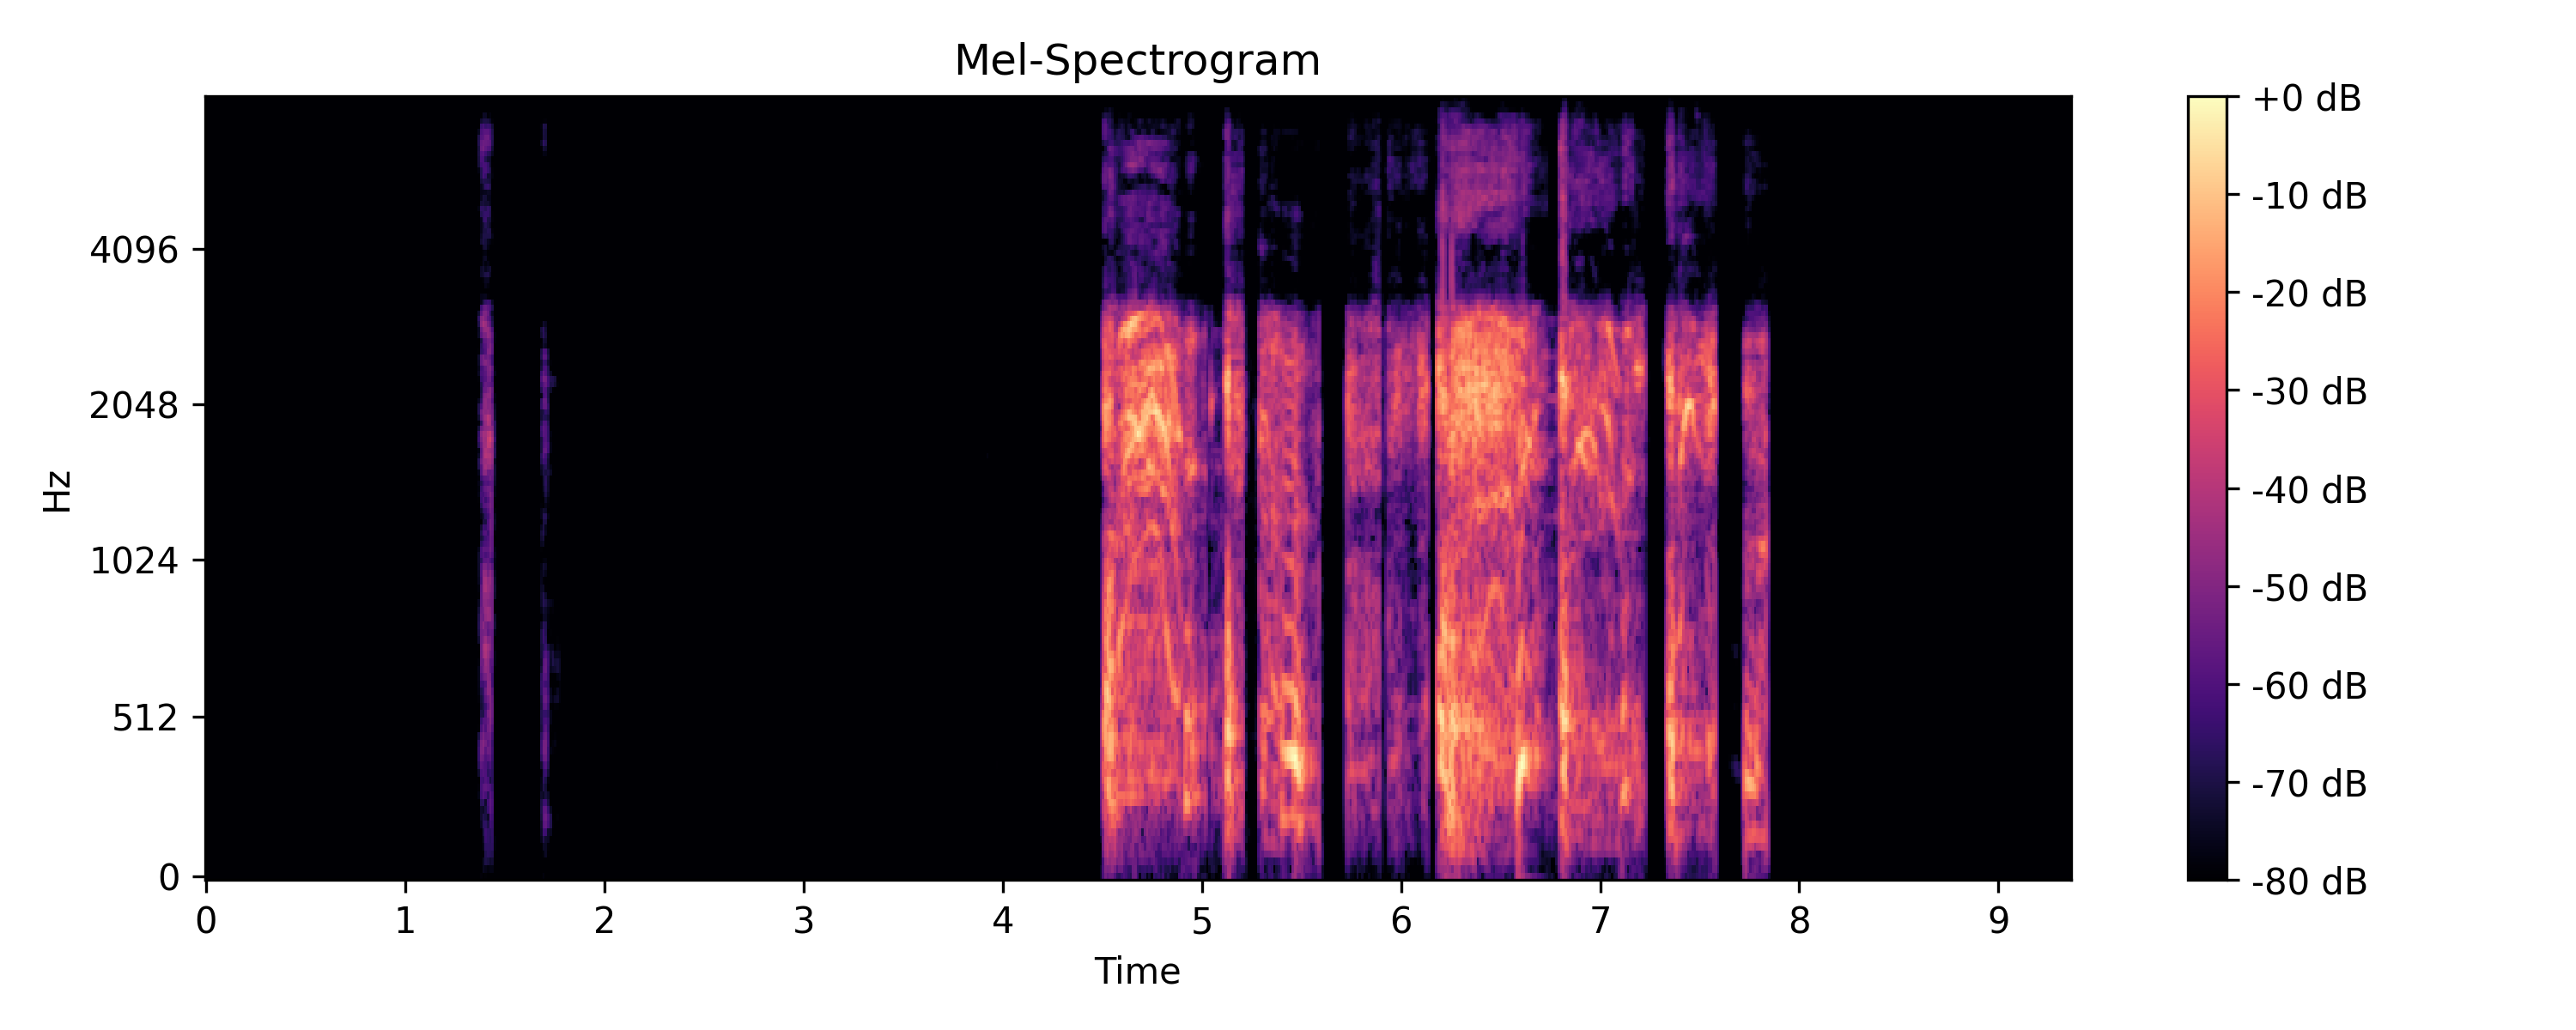 Mel-Spectrogram
+0 dB
-10 dB
-20 dB
-30 dB
-40 dB
-50 dB
-60 dB
-70 dB
-80 dB
4096
2048
1024
512
0
Hz
0 1 2 3 4 5 6 7 8 9
Time